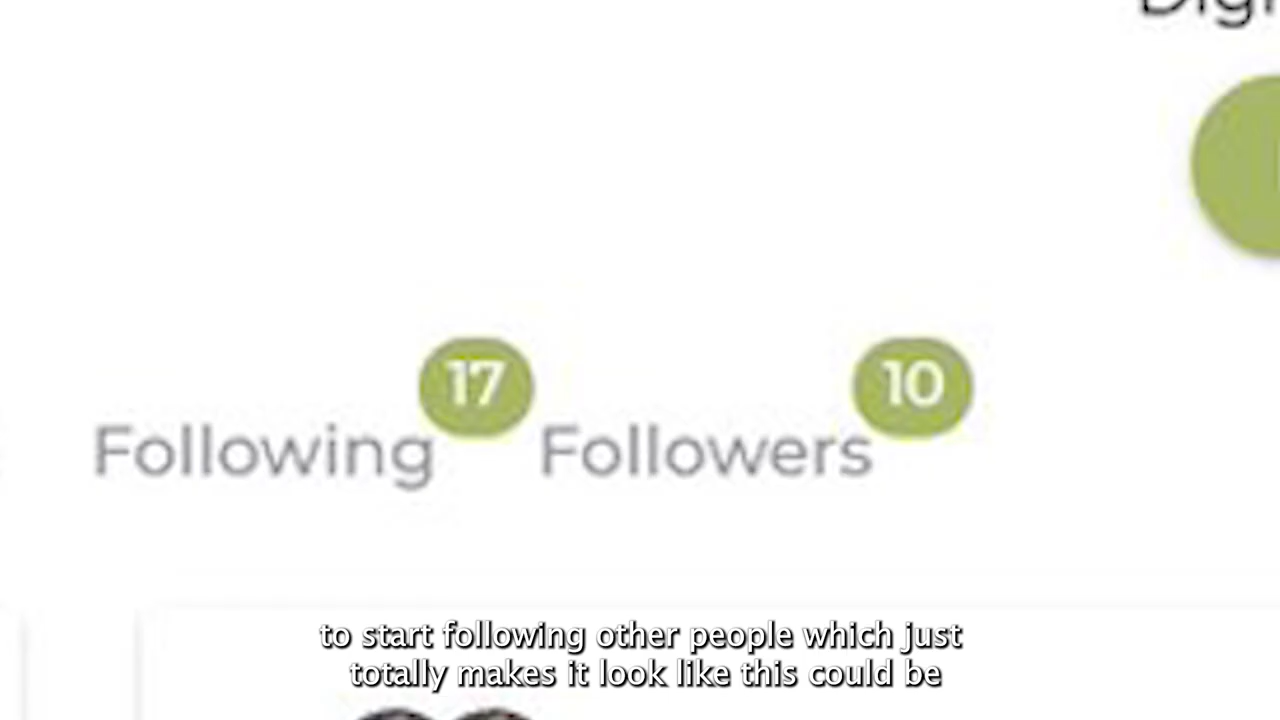 17 10
Following Followers
to start following other people which just
totally makes it look like this could be